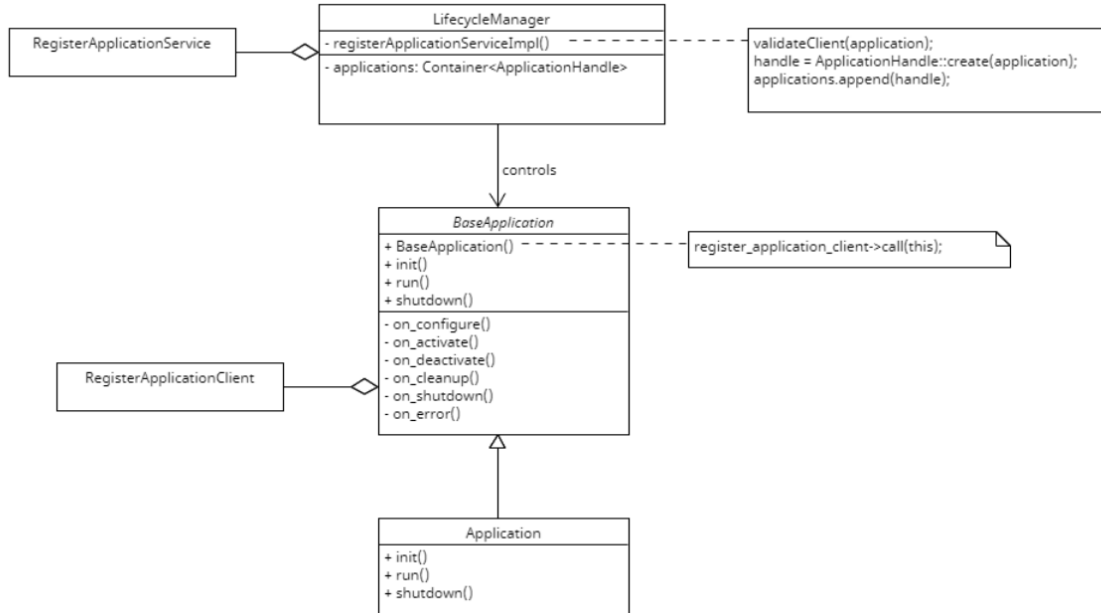 LifecycleManager
- registerApplicationServiceImpl()
- applications: Container<ApplicationHandle>
RegisterApplicationService
validateClient(application);
handle = ApplicationHandle::create(application);
applications.append(handle);
controls
BaseApplication
+ BaseApplication()
+ init()
+ run()
+ shutdown()
- on_configure()
- on_activate()
- on_deactivate()
- on_cleanup()
- on_shutdown()
- on_error()
register_application_client->call(this);
RegisterApplicationClient
Application
+ init()
+ run()
+ shutdown()